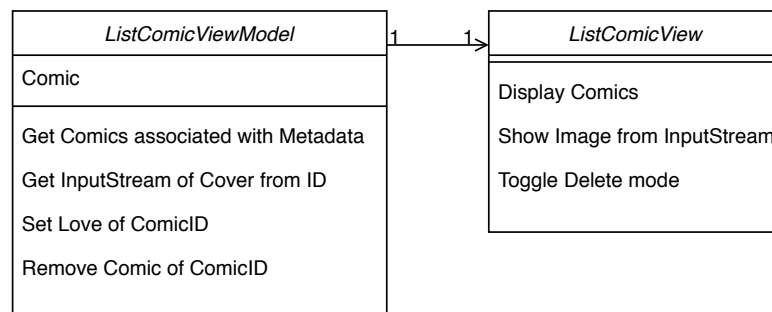 ListComicViewModel
Comic
Get Comics associated with Metadata
Get InputStream of Cover from ID
Set Love of ComicID
Remove Comic of ComicID
1
1
ListComicView
Display Comics
Show Image from InputStream
Toggle Delete mode